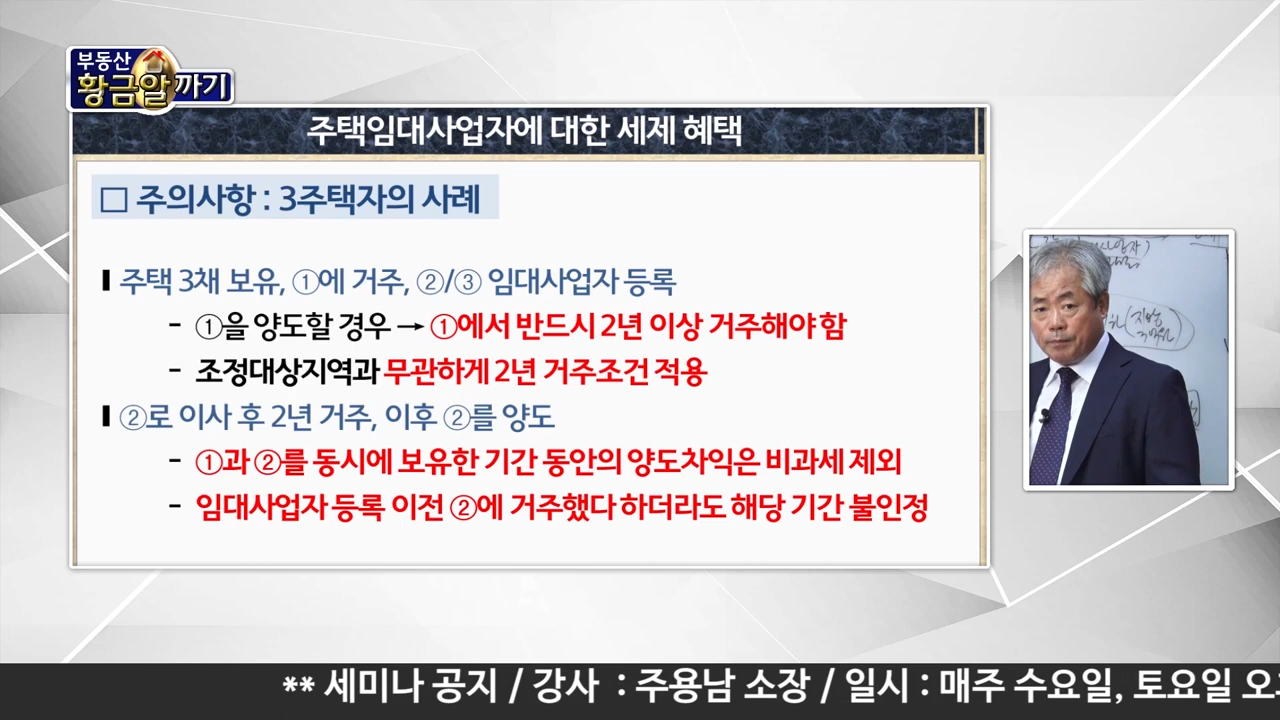 부동산
황금알까기
주택임대사업자에 대한 세제 혜택
□ 주의사항 : 3주택자의 사례
주택 3채 보유, ①에 거주, ②/③ 임대사업자 등록
- ①을 양도할 경우 → ①에서 반드시 2년 이상 거주해야 함
- 조정대상지역과 무관하게 2년 거주조건 적용
②로 이사 후 2년 거주, 이후 ②를 양도
- ①과 ②를 동시에 보유한 기간 동안의 양도차익은 비과세 제외
- 임대사업자 등록 이전 ②에 거주했다 하더라도 해당 기간 불인정
** 세미나 공지 / 강사 : 주용남 소장 / 일시 : 매주 수요일, 토요일